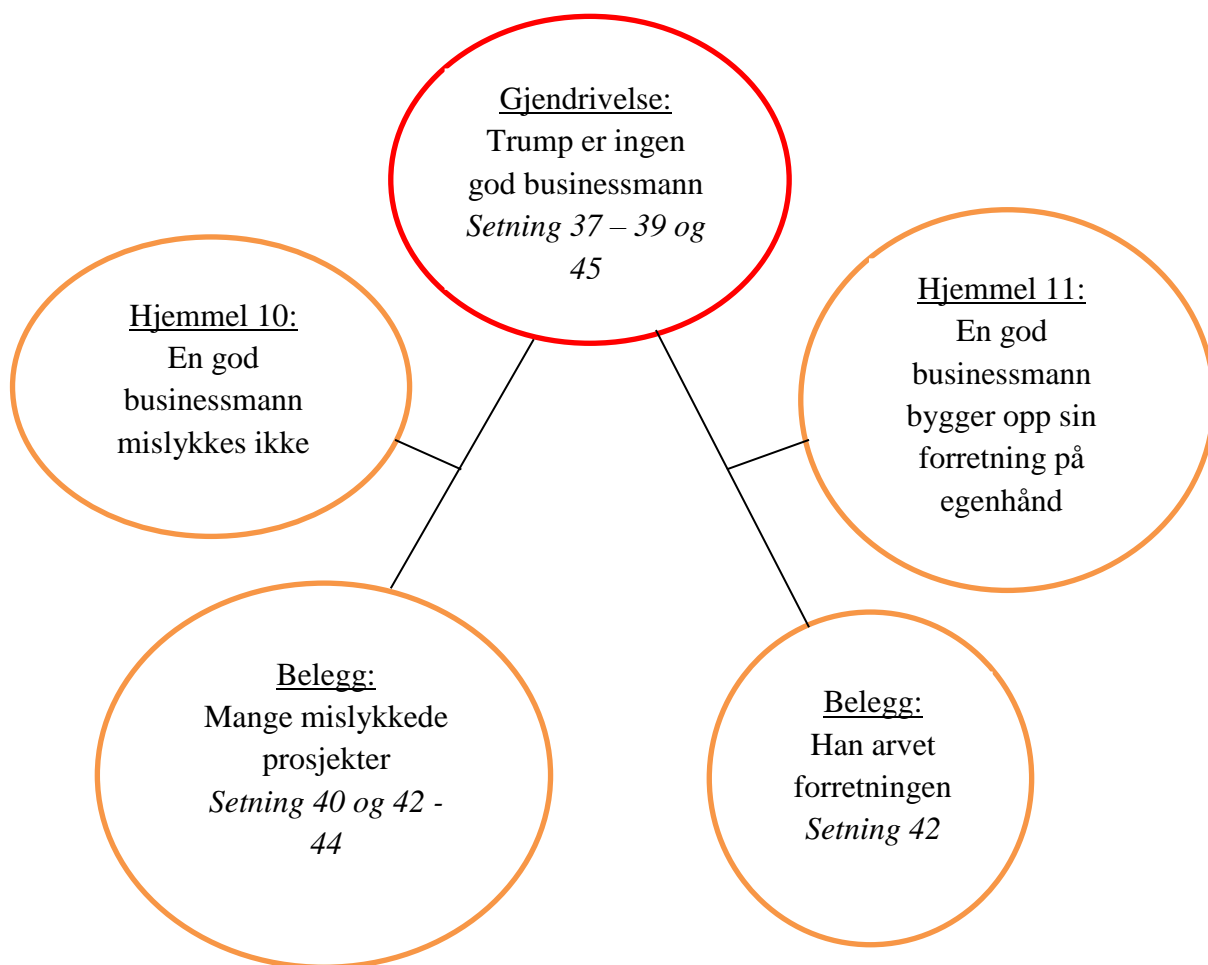 Gjendrivelse:
Trump er ingen
god businessmann
Setning 37 – 39 og
45
Hjemmel 10:
En god
businessmann
mislykkes ikke
Hjemmel 11:
En god
businessmann
bygger opp sin
forretning på
egenhånd
Belegg:
Mange mislykkede
prosjekter
Setning 40 og 42 -
44
Belegg:
Han arvet
forretningen
Setning 42